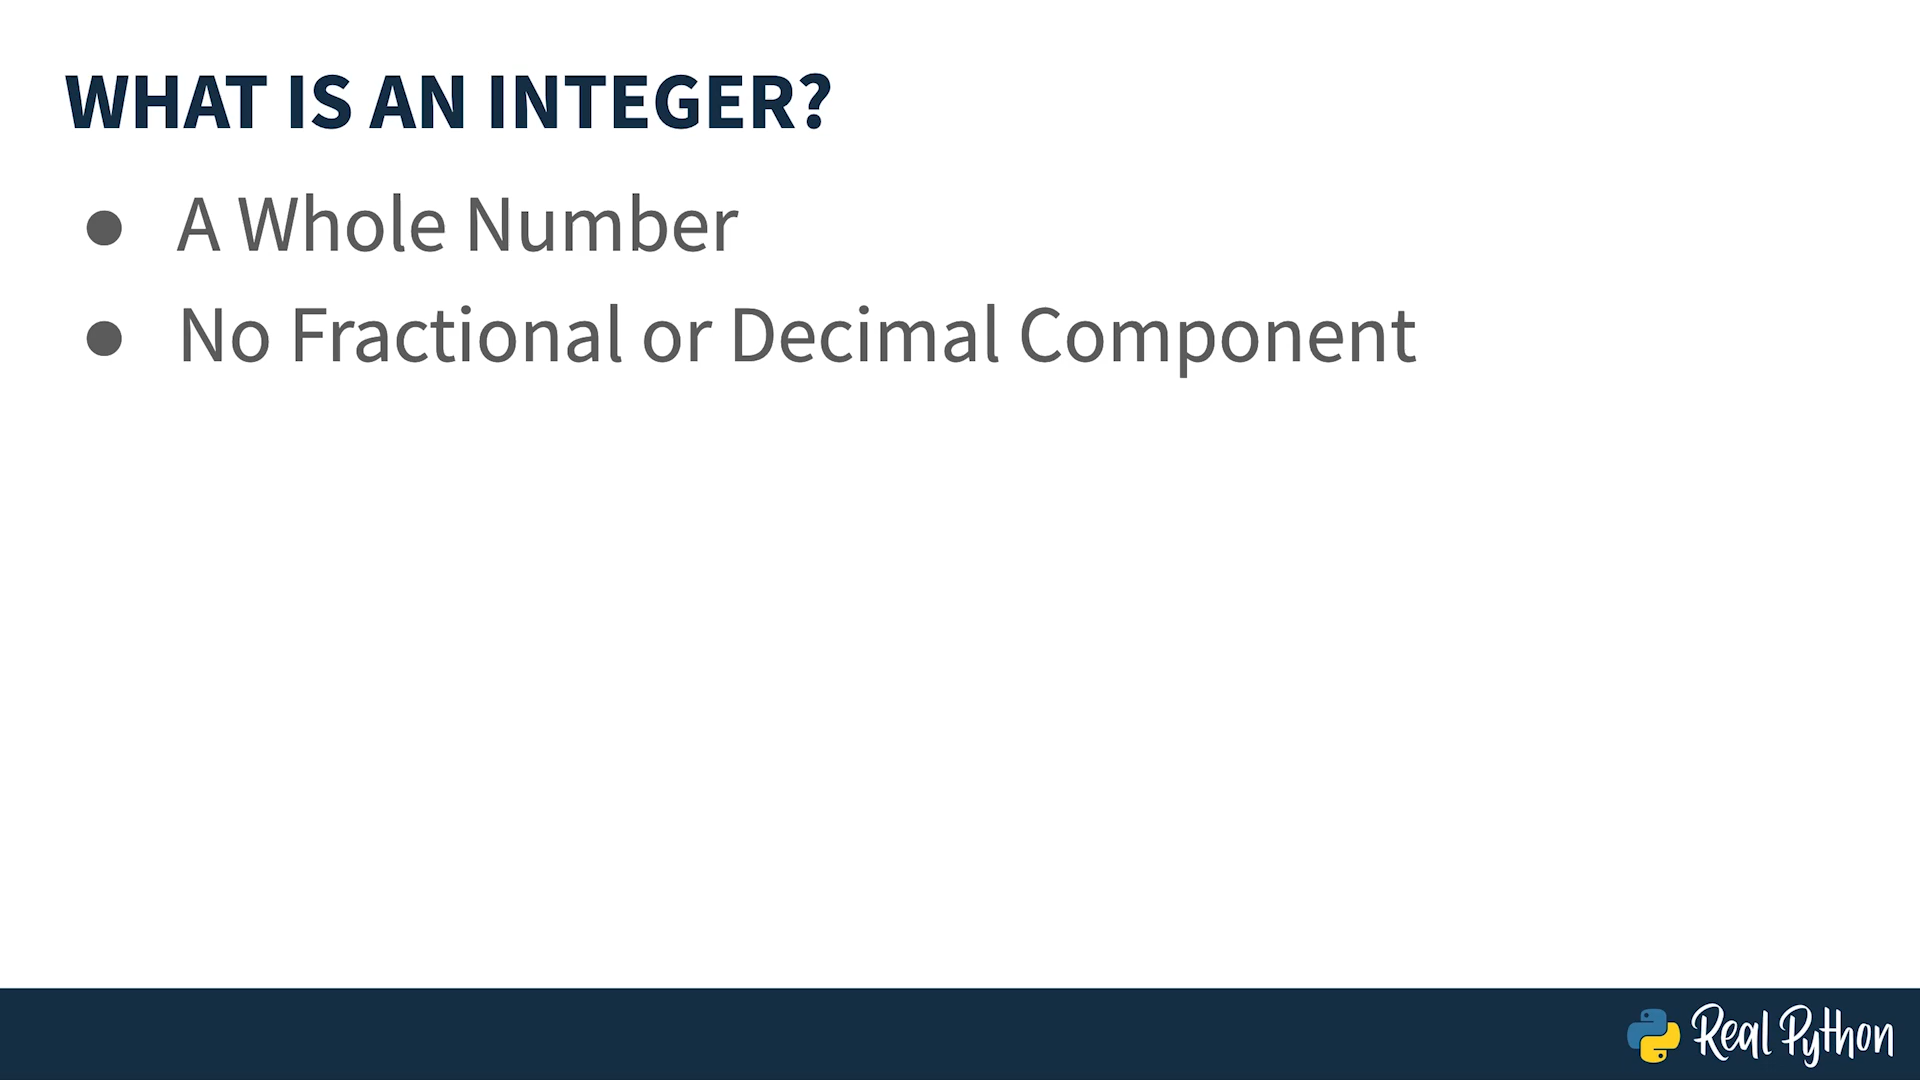 WHAT IS AN INTEGER?
● A Whole Number
● No Fractional or Decimal Component
Real Python